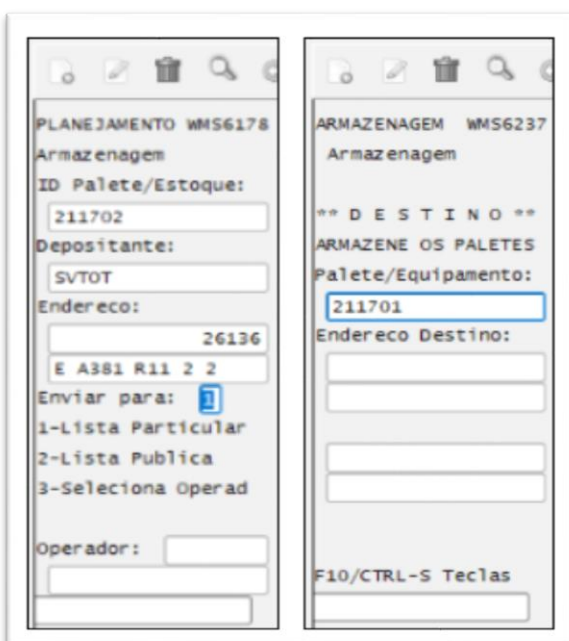 PLANEJAMENTO WMS6178
Armazenagem
ID Palete/Estoque:
211702
Depositante:
SVTOT
Endereco:
26136
E A381 R11 2 2
Enviar para: 1
1-Lista Particular
2-Lista Publica
3-Seleciona Operad
Operador:
ARMAZENAGEM WMS6237
Armazenagem
** D E S T I N O **
ARMAZENE OS PALETES
Palete/Equipamento:
211701
Endereco Destino:
F10/CTRL-S Teclas